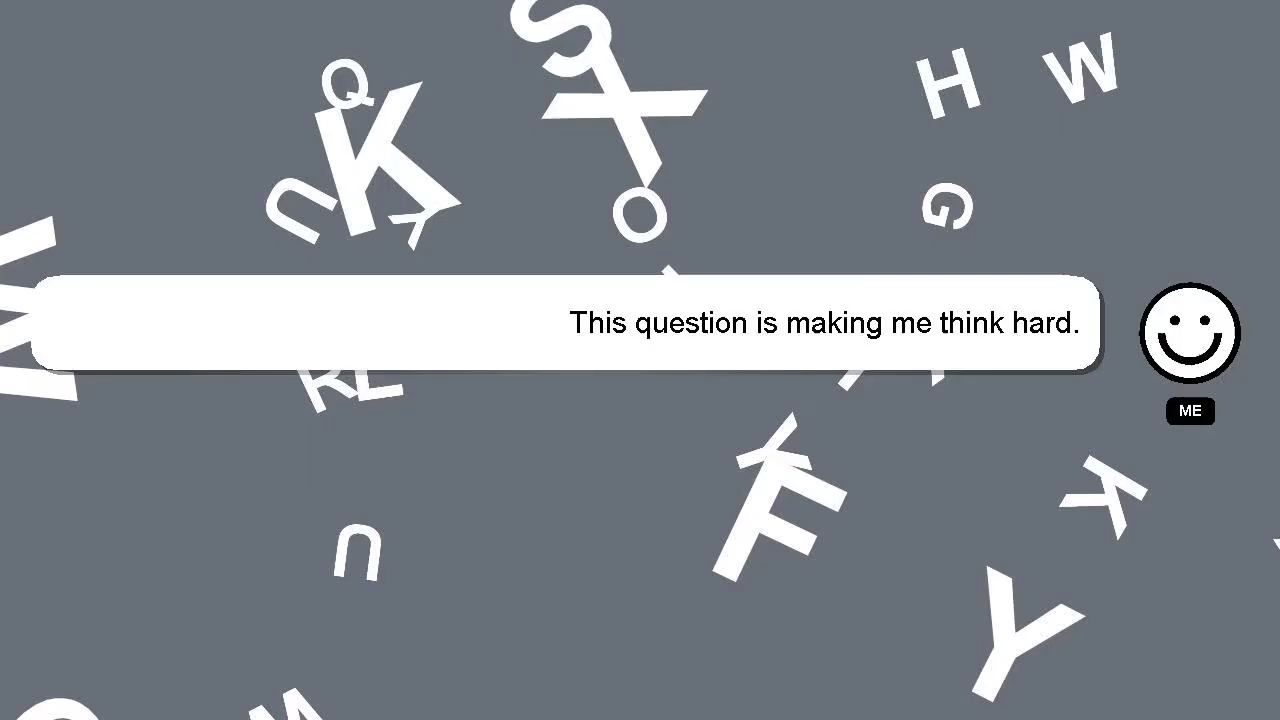 S
Q
H
W
K
X
U
Y
O
G
W
This question is making me think hard.
ME
R
Z
K
F
K
U
Y
M